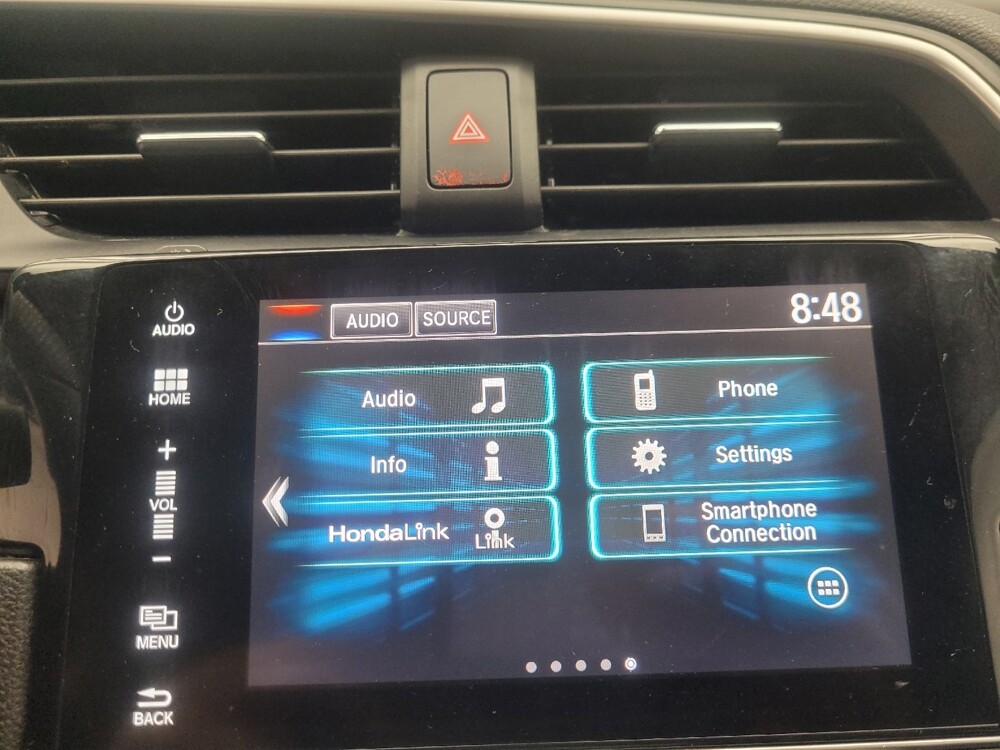 AUDIO
HOME
+
VOL
−
MENU
BACK
AUDIO SOURCE 8:48
Audio Phone
Info Settings
HondaLink Link Smartphone
Connection